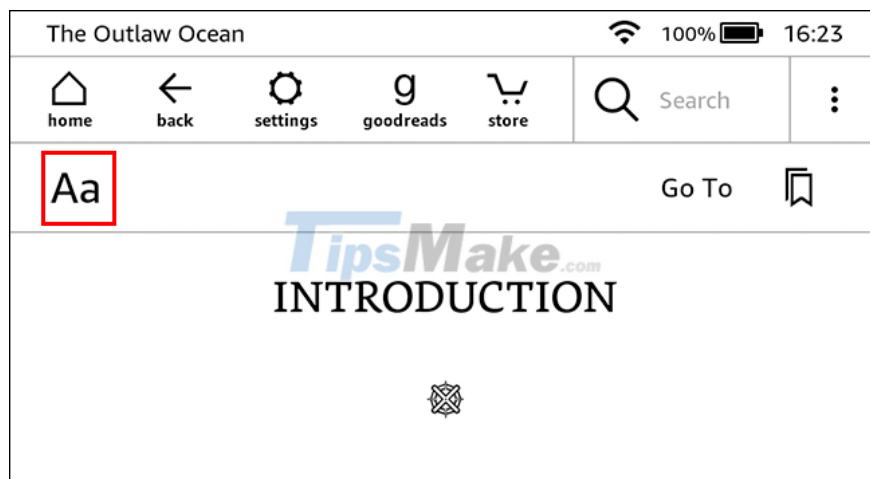 The Outlaw Ocean 100% 16:23
home back settings goodreads store Search
Aa Go To
TipsMake.com
INTRODUCTION